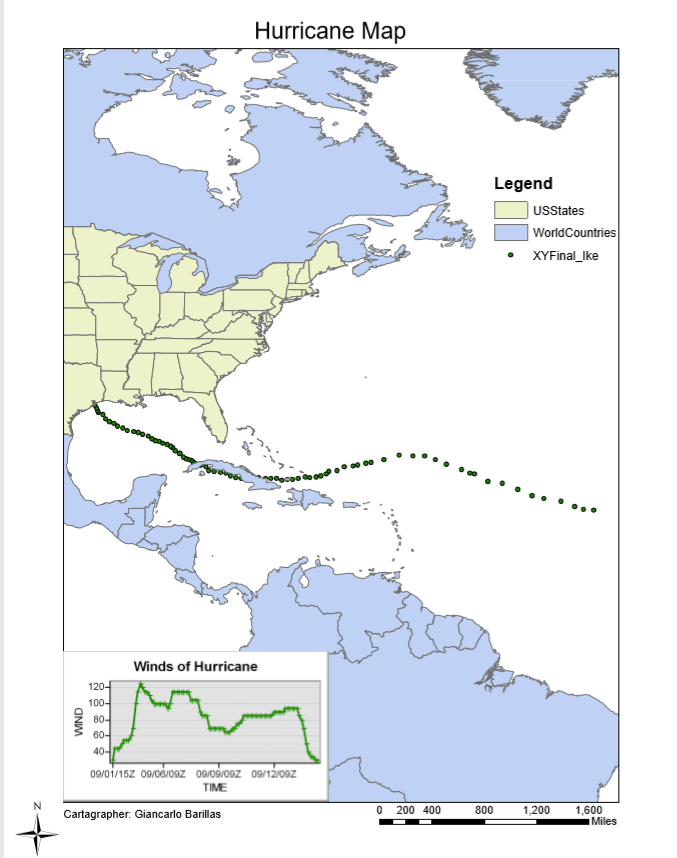 Hurricane Map
Legend
USStates
WorldCountries
XYFinal_Ike
Winds of Hurricane
120
100
80
60
40
WIND
09/01/15Z 09/06/09Z 09/09/09Z 09/12/09Z
TIME
N
Cartagrapher: Giancarlo Barillas
0 200 400 800 1,200 1,600
Miles